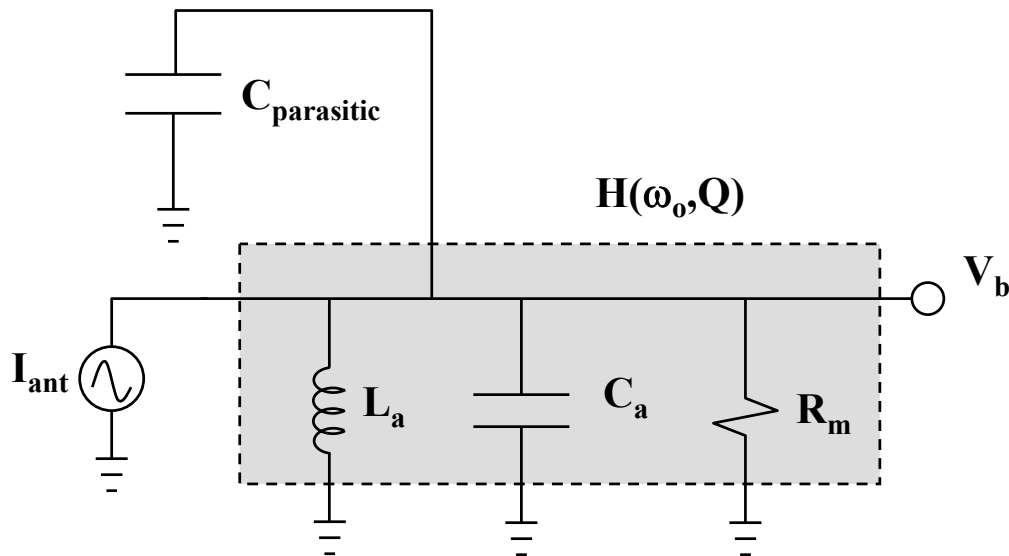 C_parasitic
H(ω_o,Q)
V_b
I_ant
L_a
C_a
R_m